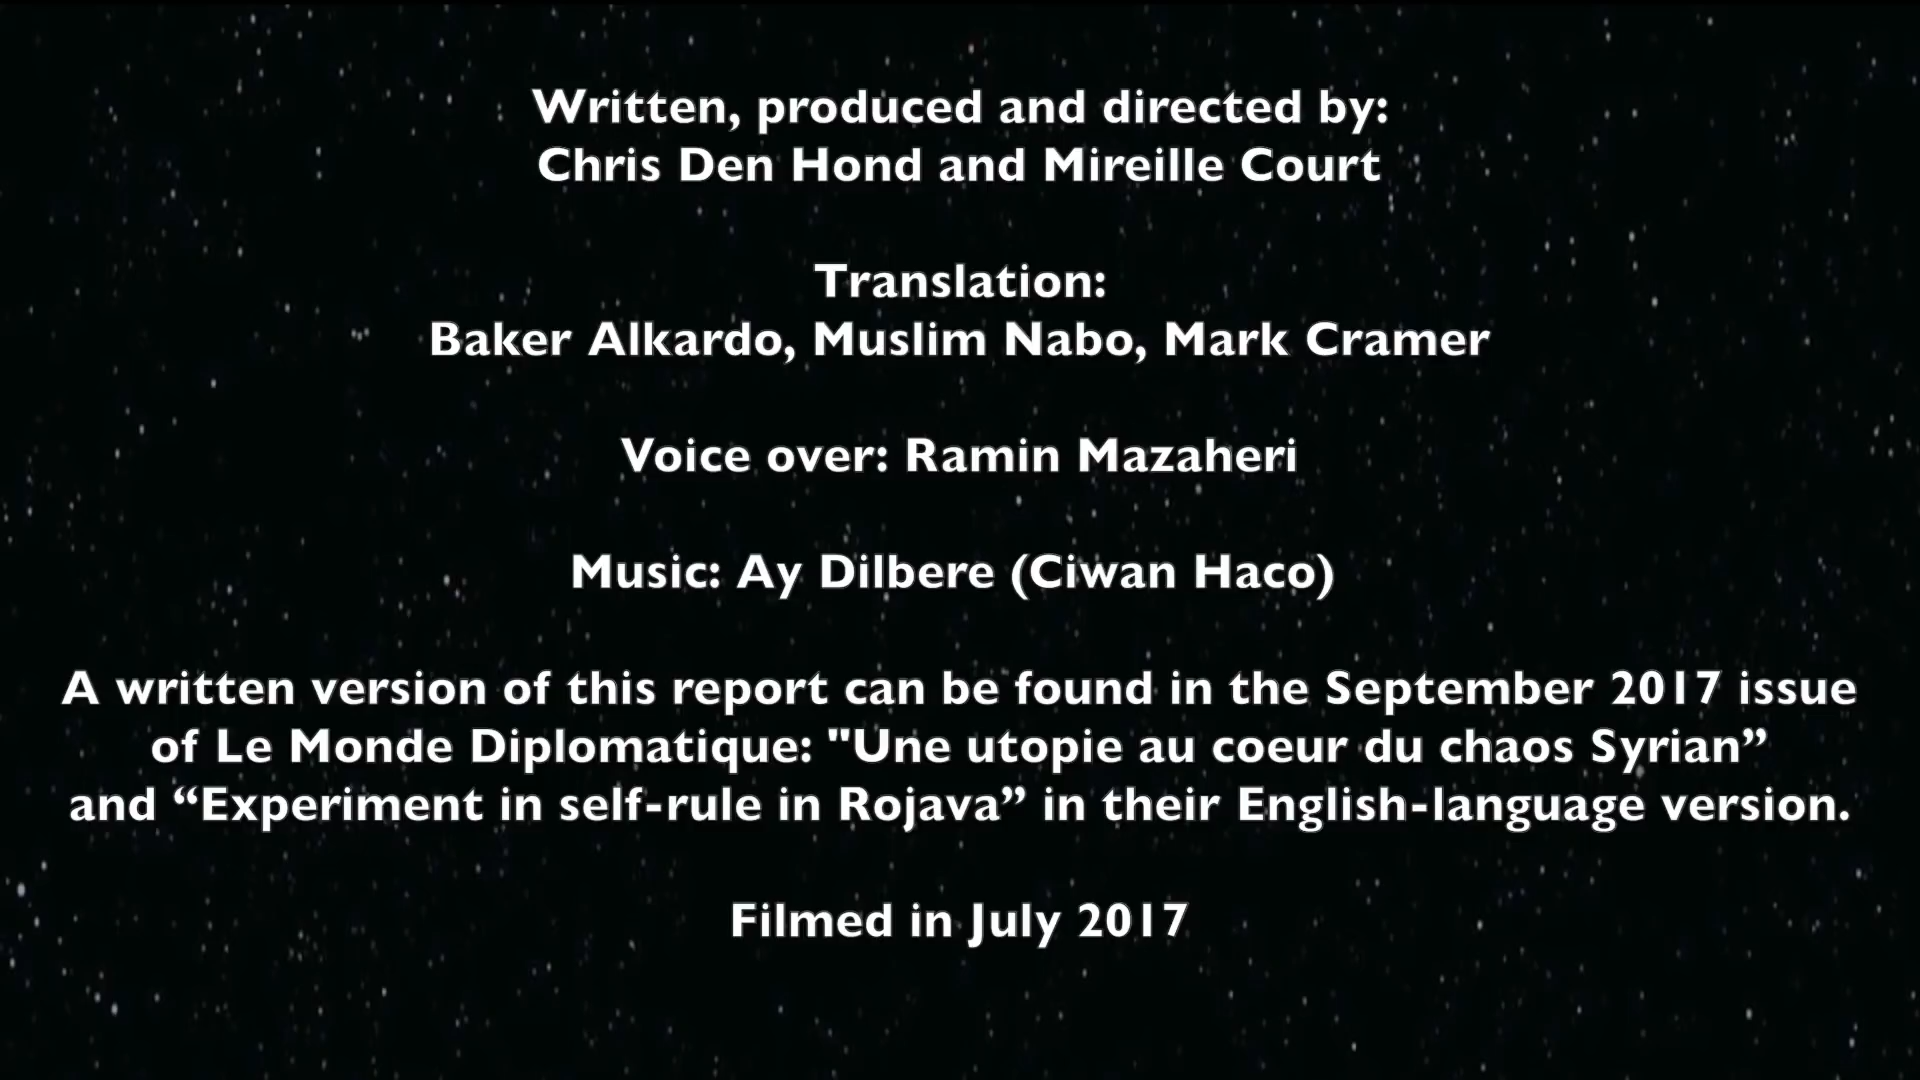 Written, produced and directed by:
Chris Den Hond and Mireille Court
Translation:
Baker Alkardo, Muslim Nabo, Mark Cramer
Voice over: Ramin Mazaheri
Music: Ay Dilbere (Ciwan Haco)
A written version of this report can be found in the September 2017 issue
of Le Monde Diplomatique: "Une utopie au coeur du chaos Syrian”
and “Experiment in self-rule in Rojava” in their English-language version.
Filmed in July 2017